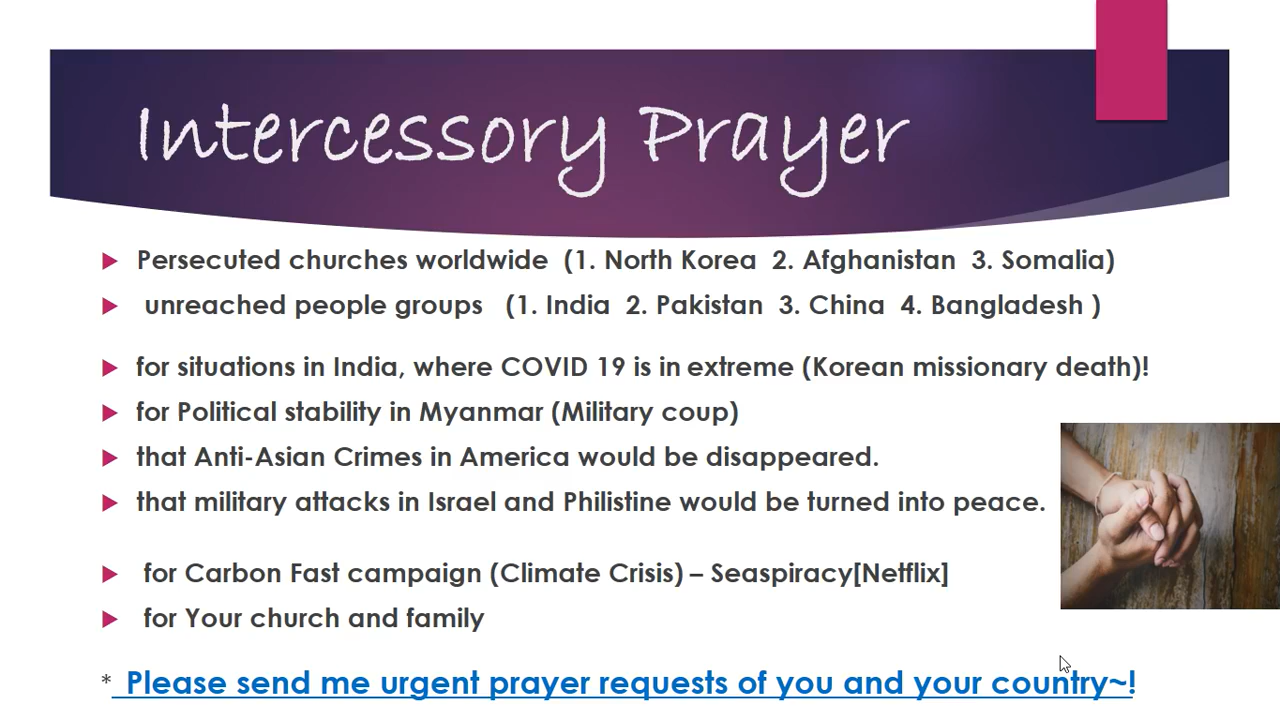 Intercessory Prayer
Persecuted churches worldwide (1. North Korea 2. Afghanistan 3. Somalia)
unreached people groups (1. India 2. Pakistan 3. China 4. Bangladesh )
for situations in India, where COVID 19 is in extreme (Korean missionary death)!
for Political stability in Myanmar (Military coup)
that Anti-Asian Crimes in America would be disappeared.
that military attacks in Israel and Philistine would be turned into peace.
for Carbon Fast campaign (Climate Crisis) – Seaspiracy[Netflix]
for Your church and family
* Please send me urgent prayer requests of you and your country~!